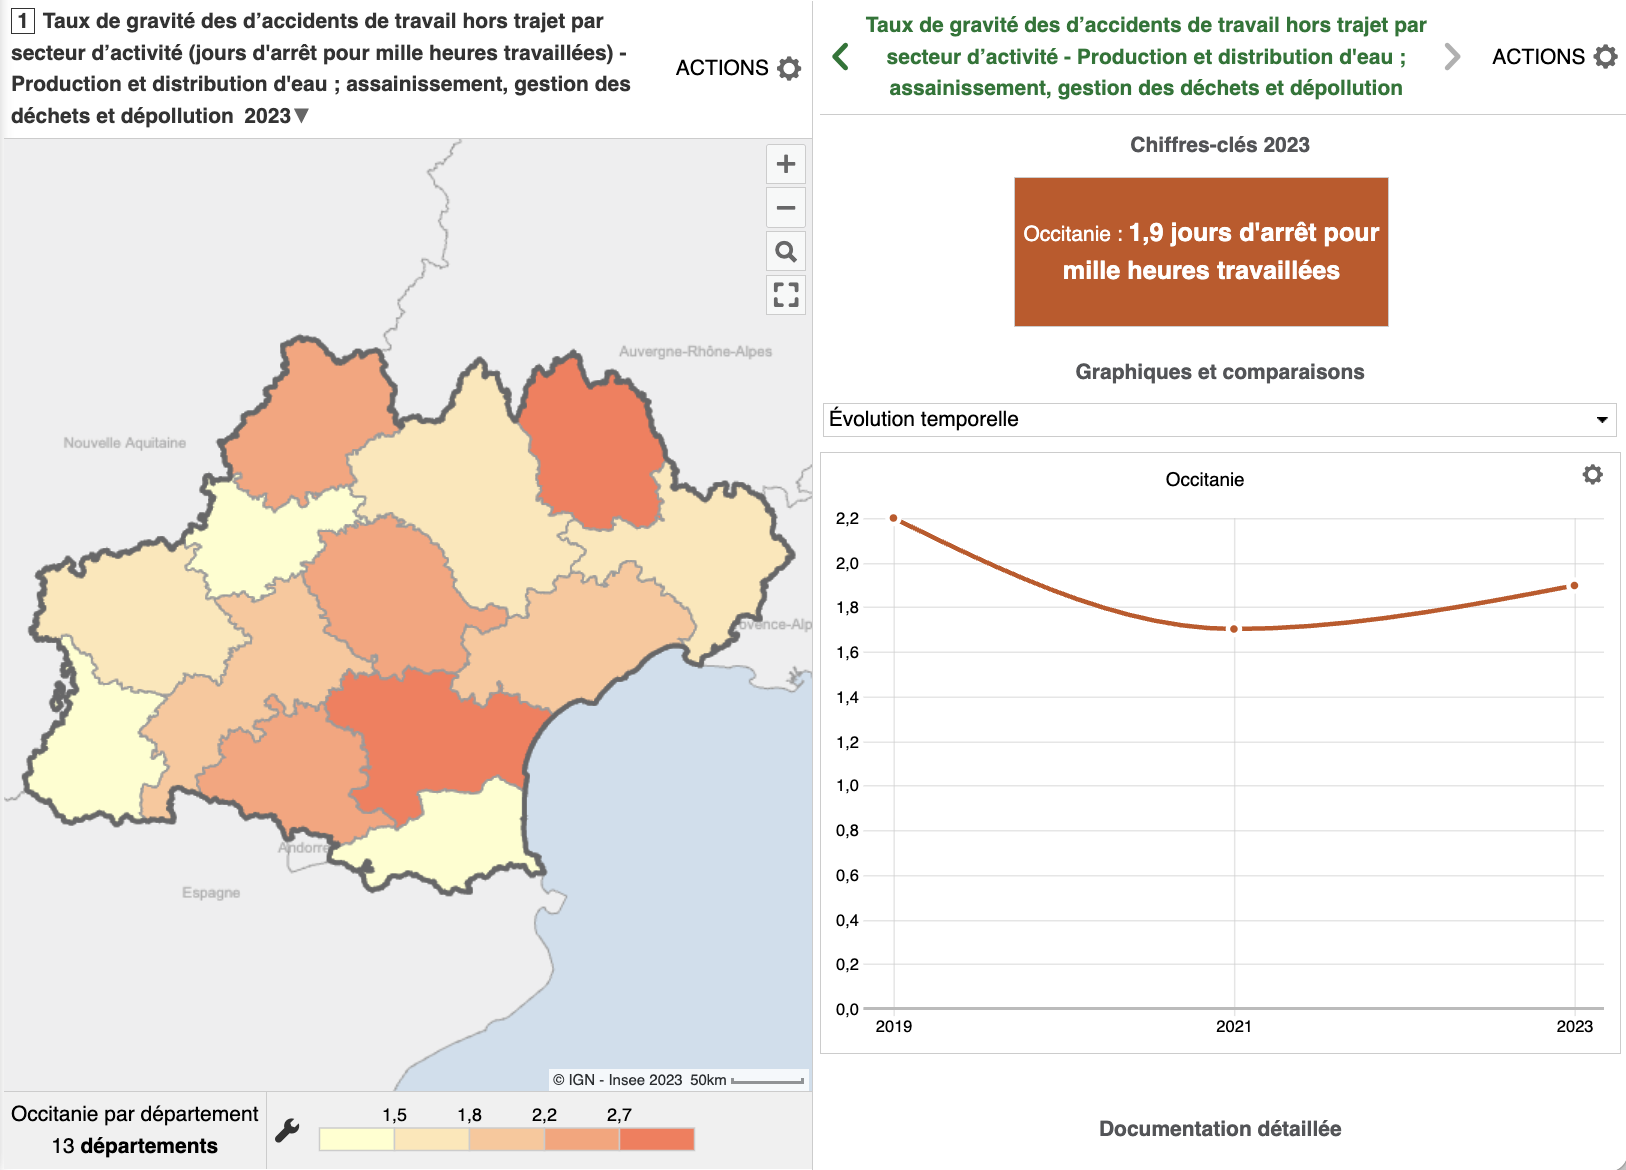 1 Taux de gravité des d’accidents de travail hors trajet par
secteur d’activité (jours d'arrêt pour mille heures travaillées) -
Production et distribution d'eau ; assainissement, gestion des
déchets et dépollution 2023▼
ACTIONS
Auvergne-Rhône-Alpes
Nouvelle Aquitaine
ovence-Alp
Andorre
Espagne
© IGN - Insee 2023 50km
Occitanie par département
13 départements
1,5 1,8 2,2 2,7
Taux de gravité des d’accidents de travail hors trajet par
secteur d’activité - Production et distribution d'eau ;
assainissement, gestion des déchets et dépollution
ACTIONS
Chiffres-clés 2023
Occitanie : 1,9 jours d'arrêt pour
mille heures travaillées
Graphiques et comparaisons
Évolution temporelle
Occitanie
2,2
2,0
1,8
1,6
1,4
1,2
1,0
0,8
0,6
0,4
0,2
0,0
2019 2021 2023
Documentation détaillée